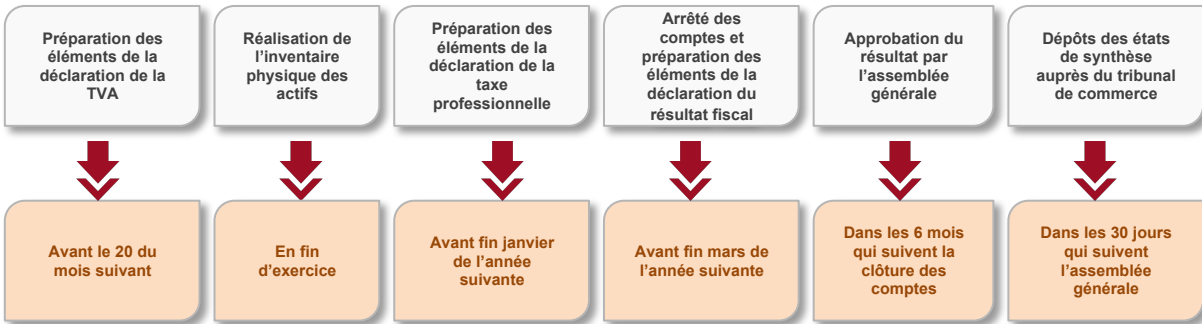 Préparation des
éléments de la
déclaration de la
TVA
Réalisation de
l’inventaire
physique des
actifs
Préparation des
éléments de la
déclaration de la
taxe
professionnelle
Arrêté des
comptes et
préparation des
éléments de la
déclaration du
résultat fiscal
Approbation du
résultat par
l’assemblée
générale
Dépôts des états
de synthèse
auprès du tribunal
de commerce
Avant le 20 du
mois suivant
En fin
d’exercice
Avant fin janvier
de l’année
suivante
Avant fin mars de
l’année suivante
Dans les 6 mois
qui suivent la
clôture des
comptes
Dans les 30 jours
qui suivent
l’assemblée
générale